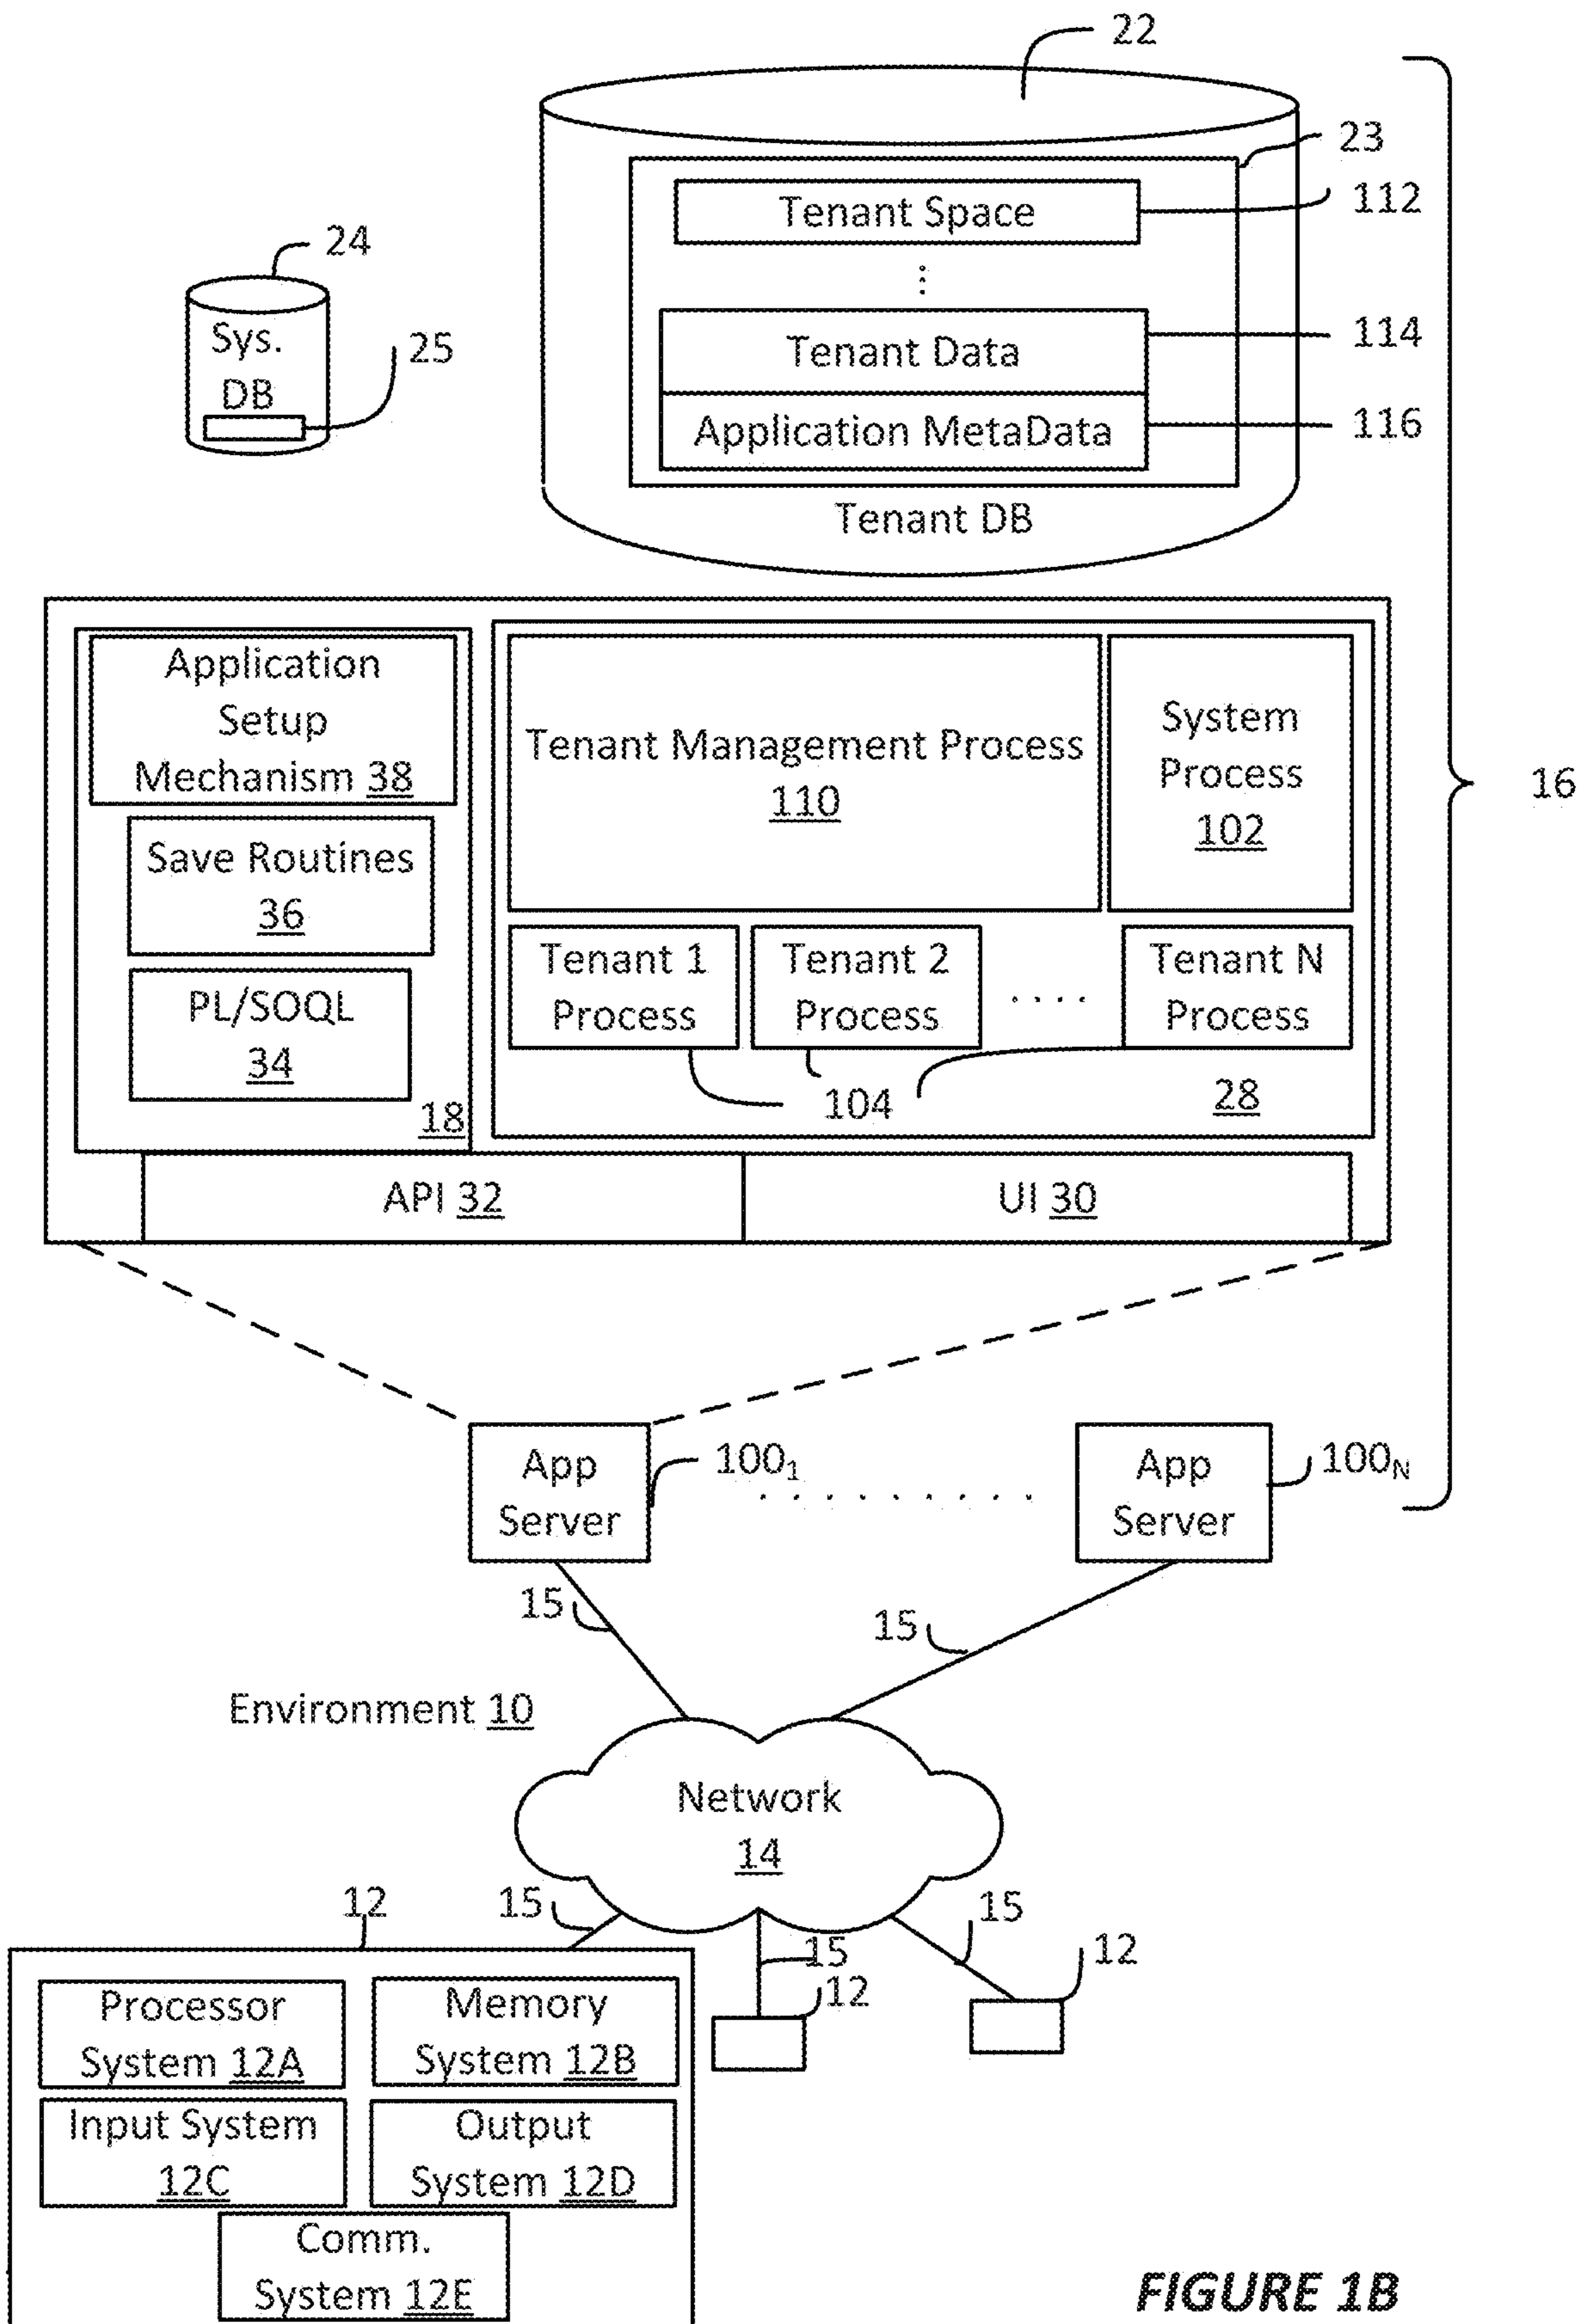 22
23
Tenant Space
112
24
Sys.
DB
25
Tenant Data
114
Application MetaData
116
Tenant DB
16
Application
Setup
Mechanism 38
Tenant Management Process
110
System
Process
102
Save Routines
36
Tenant 1
Process
Tenant 2
Process
. . . .
Tenant N
Process
PL/SOQL
34
104
28
18
API 32
UI 30
App
Server
100₁
. . . . . . . . .
App
Server
100N
15
15
Environment 10
Network
14
12
15
15
15
12
12
Processor
System 12A
Memory
System 12B
Input System
12C
Output
System 12D
Comm.
System 12E
FIGURE 1B